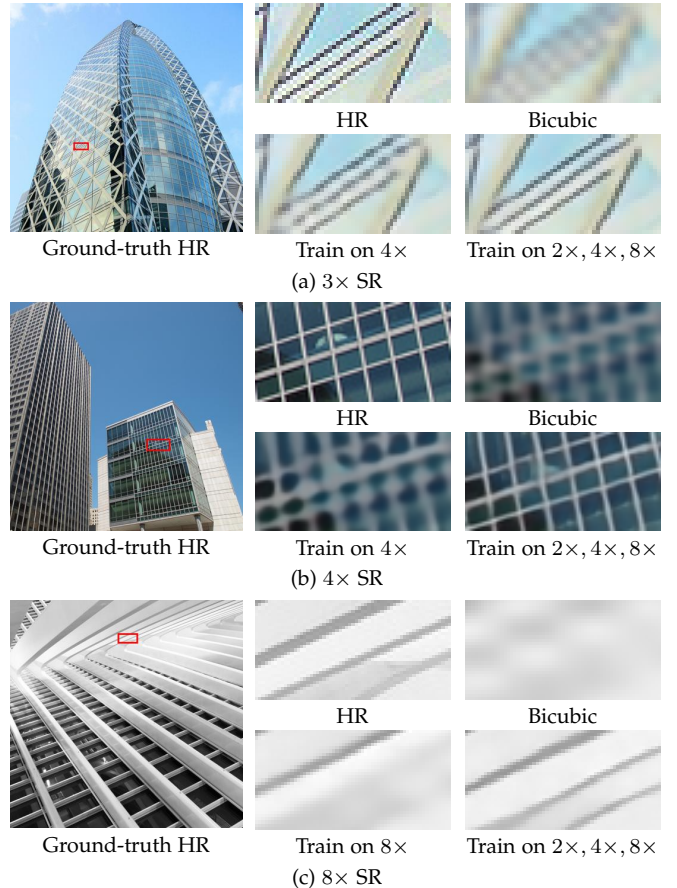 HR Bicubic
Ground-truth HR Train on 4× Train on 2×, 4×, 8×
(a) 3× SR
HR Bicubic
Ground-truth HR Train on 4× Train on 2×, 4×, 8×
(b) 4× SR
HR Bicubic
Ground-truth HR Train on 8× Train on 2×, 4×, 8×
(c) 8× SR